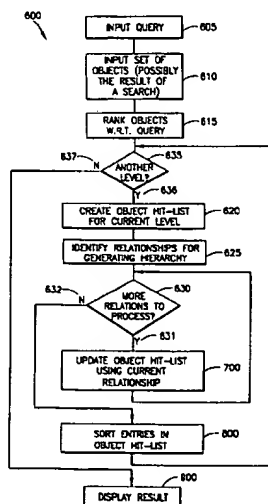 600
INPUT QUERY
605
INPUT SET OF
OBJECTS (POSSIBLY
THE RESULT OF
A SEARCH)
610
RANK OBJECTS
W.R.T. QUERY
615
637
N
635
ANOTHER
LEVEL?
Y
636
CREATE OBJECT HIT-LIST
FOR CURRENT LEVEL
620
IDENTIFY RELATIONSHIPS FOR
GENERATING HIERARCHY
625
632
N
630
MORE
RELATIONS TO
PROCESS?
Y
631
UPDATE OBJECT HIT-LIST
USING CURRENT
RELATIONSHIP
700
SORT ENTRIES IN
OBJECT HIT-LIST
800
DISPLAY RESULT
900